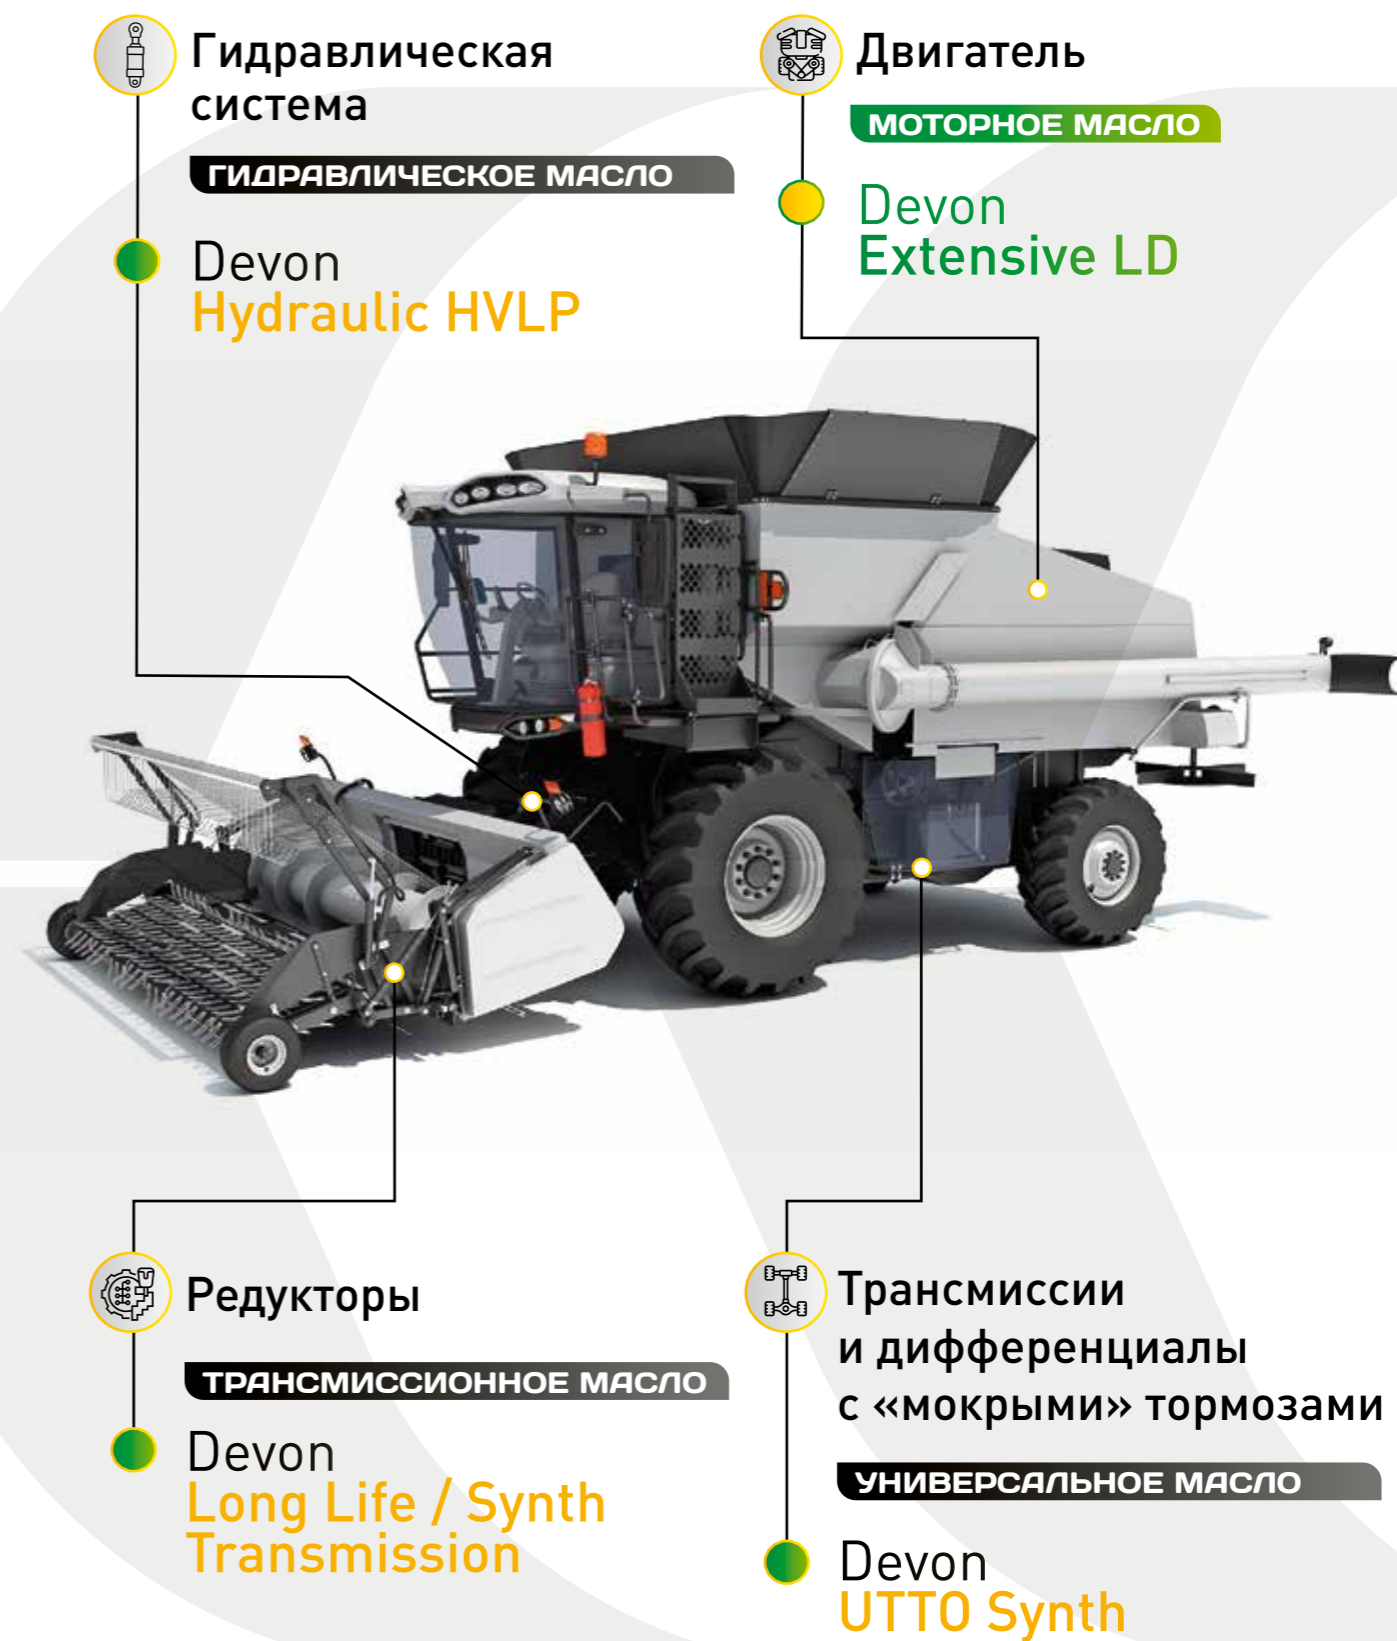 Гидравлическая
система
ГИДРАВЛИЧЕСКОЕ МАСЛО
Devon
Hydraulic HVLP
Двигатель
МОТОРНОЕ МАСЛО
Devon
Extensive LD
Редукторы
ТРАНСМИССИОННОЕ МАСЛО
Devon
Long Life / Synth
Transmission
Трансмиссии
и дифференциалы
с «мокрыми» тормозами
УНИВЕРСАЛЬНОЕ МАСЛО
Devon
UTTO Synth